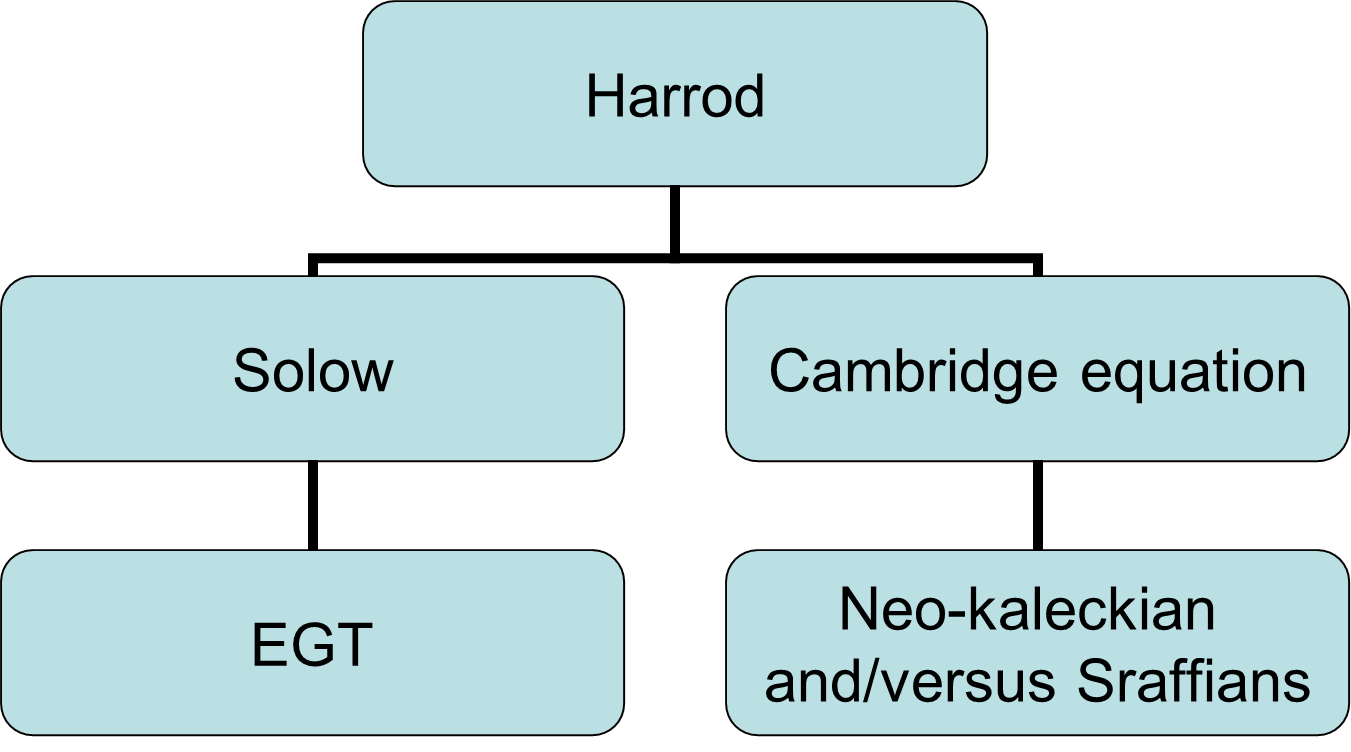 Harrod
Solow
Cambridge equation
EGT
Neo-kaleckian
and/versus Sraffians